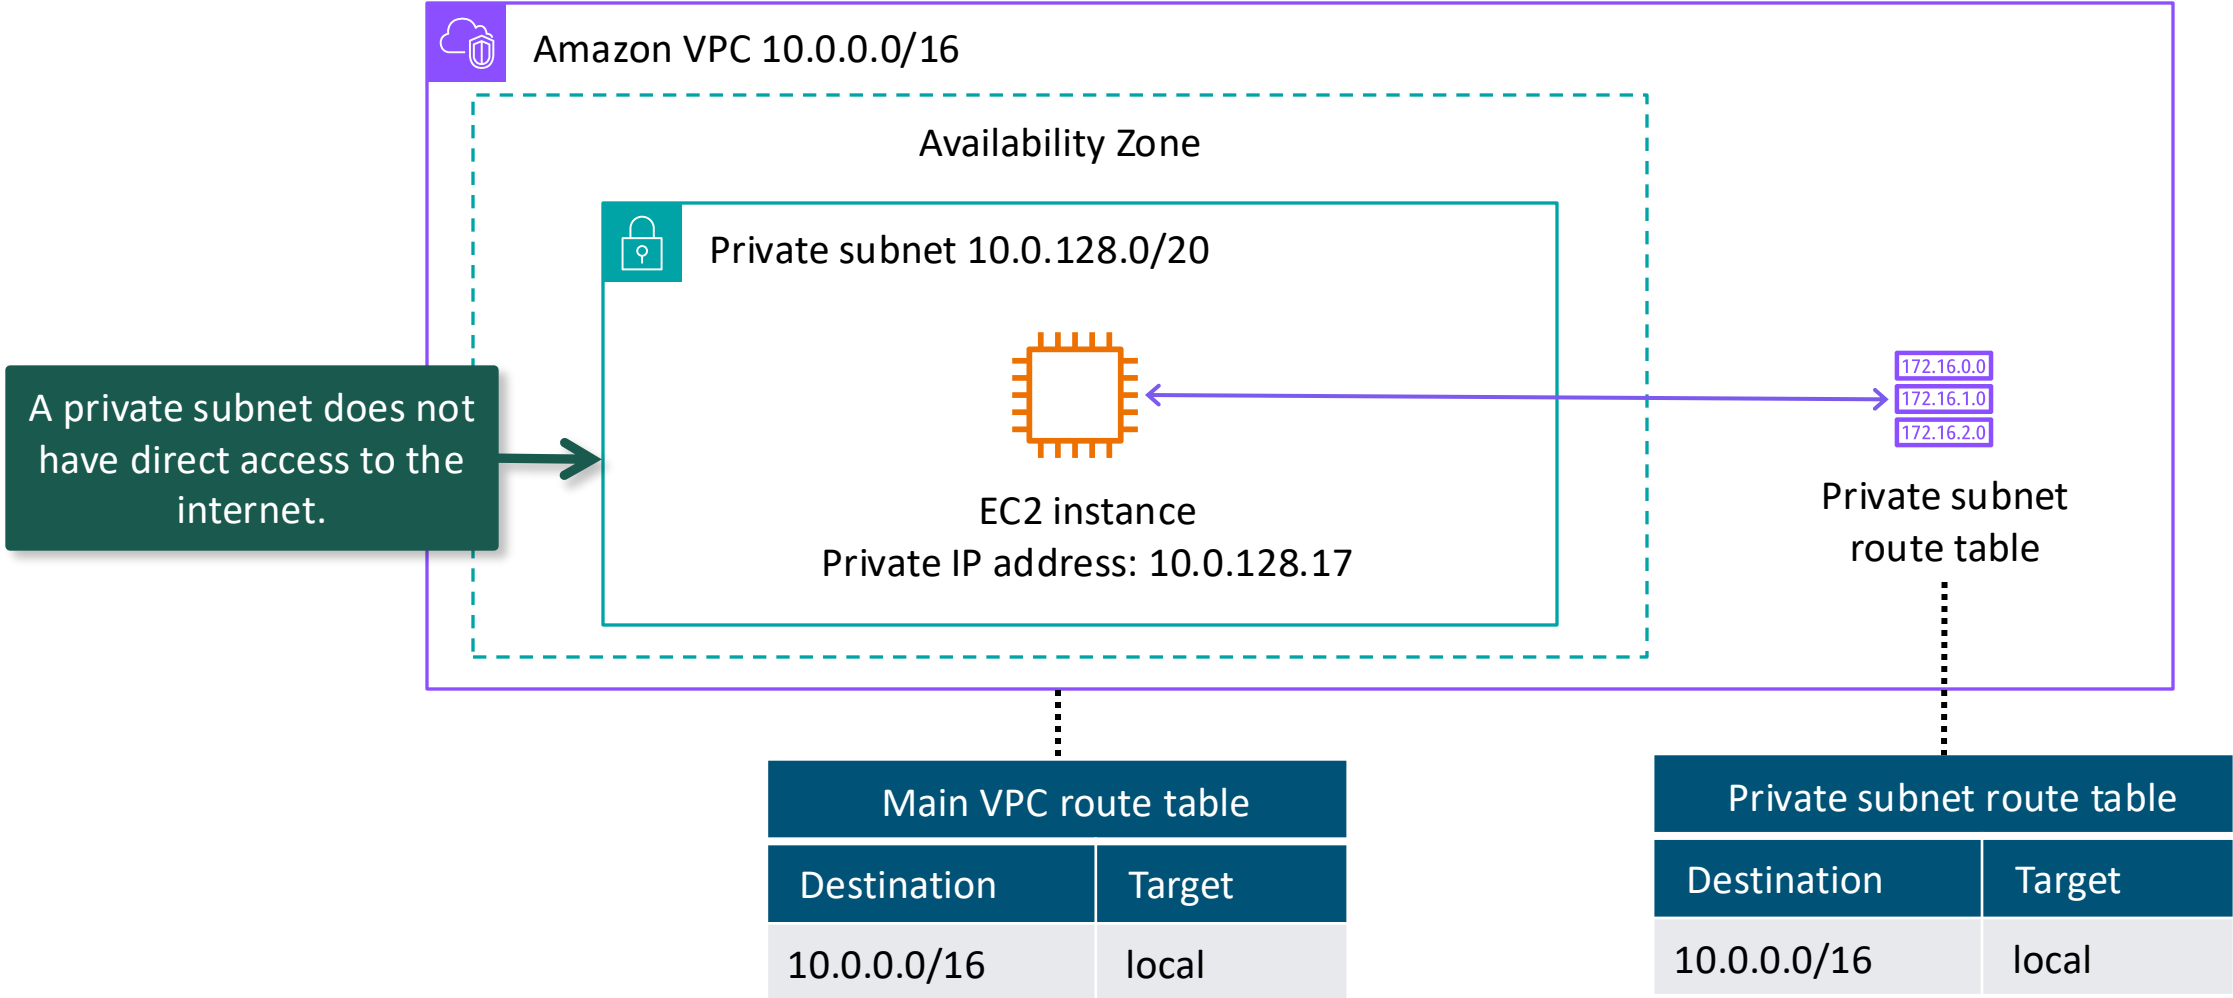 Amazon VPC 10.0.0.0/16
Availability Zone
Private subnet 10.0.128.0/20
A private subnet does not
have direct access to the
internet.
EC2 instance
Private IP address: 10.0.128.17
172.16.0.0
172.16.1.0
172.16.2.0
Private subnet
route table
Main VPC route table
Destination Target
10.0.0.0/16 local
Private subnet route table
Destination Target
10.0.0.0/16 local